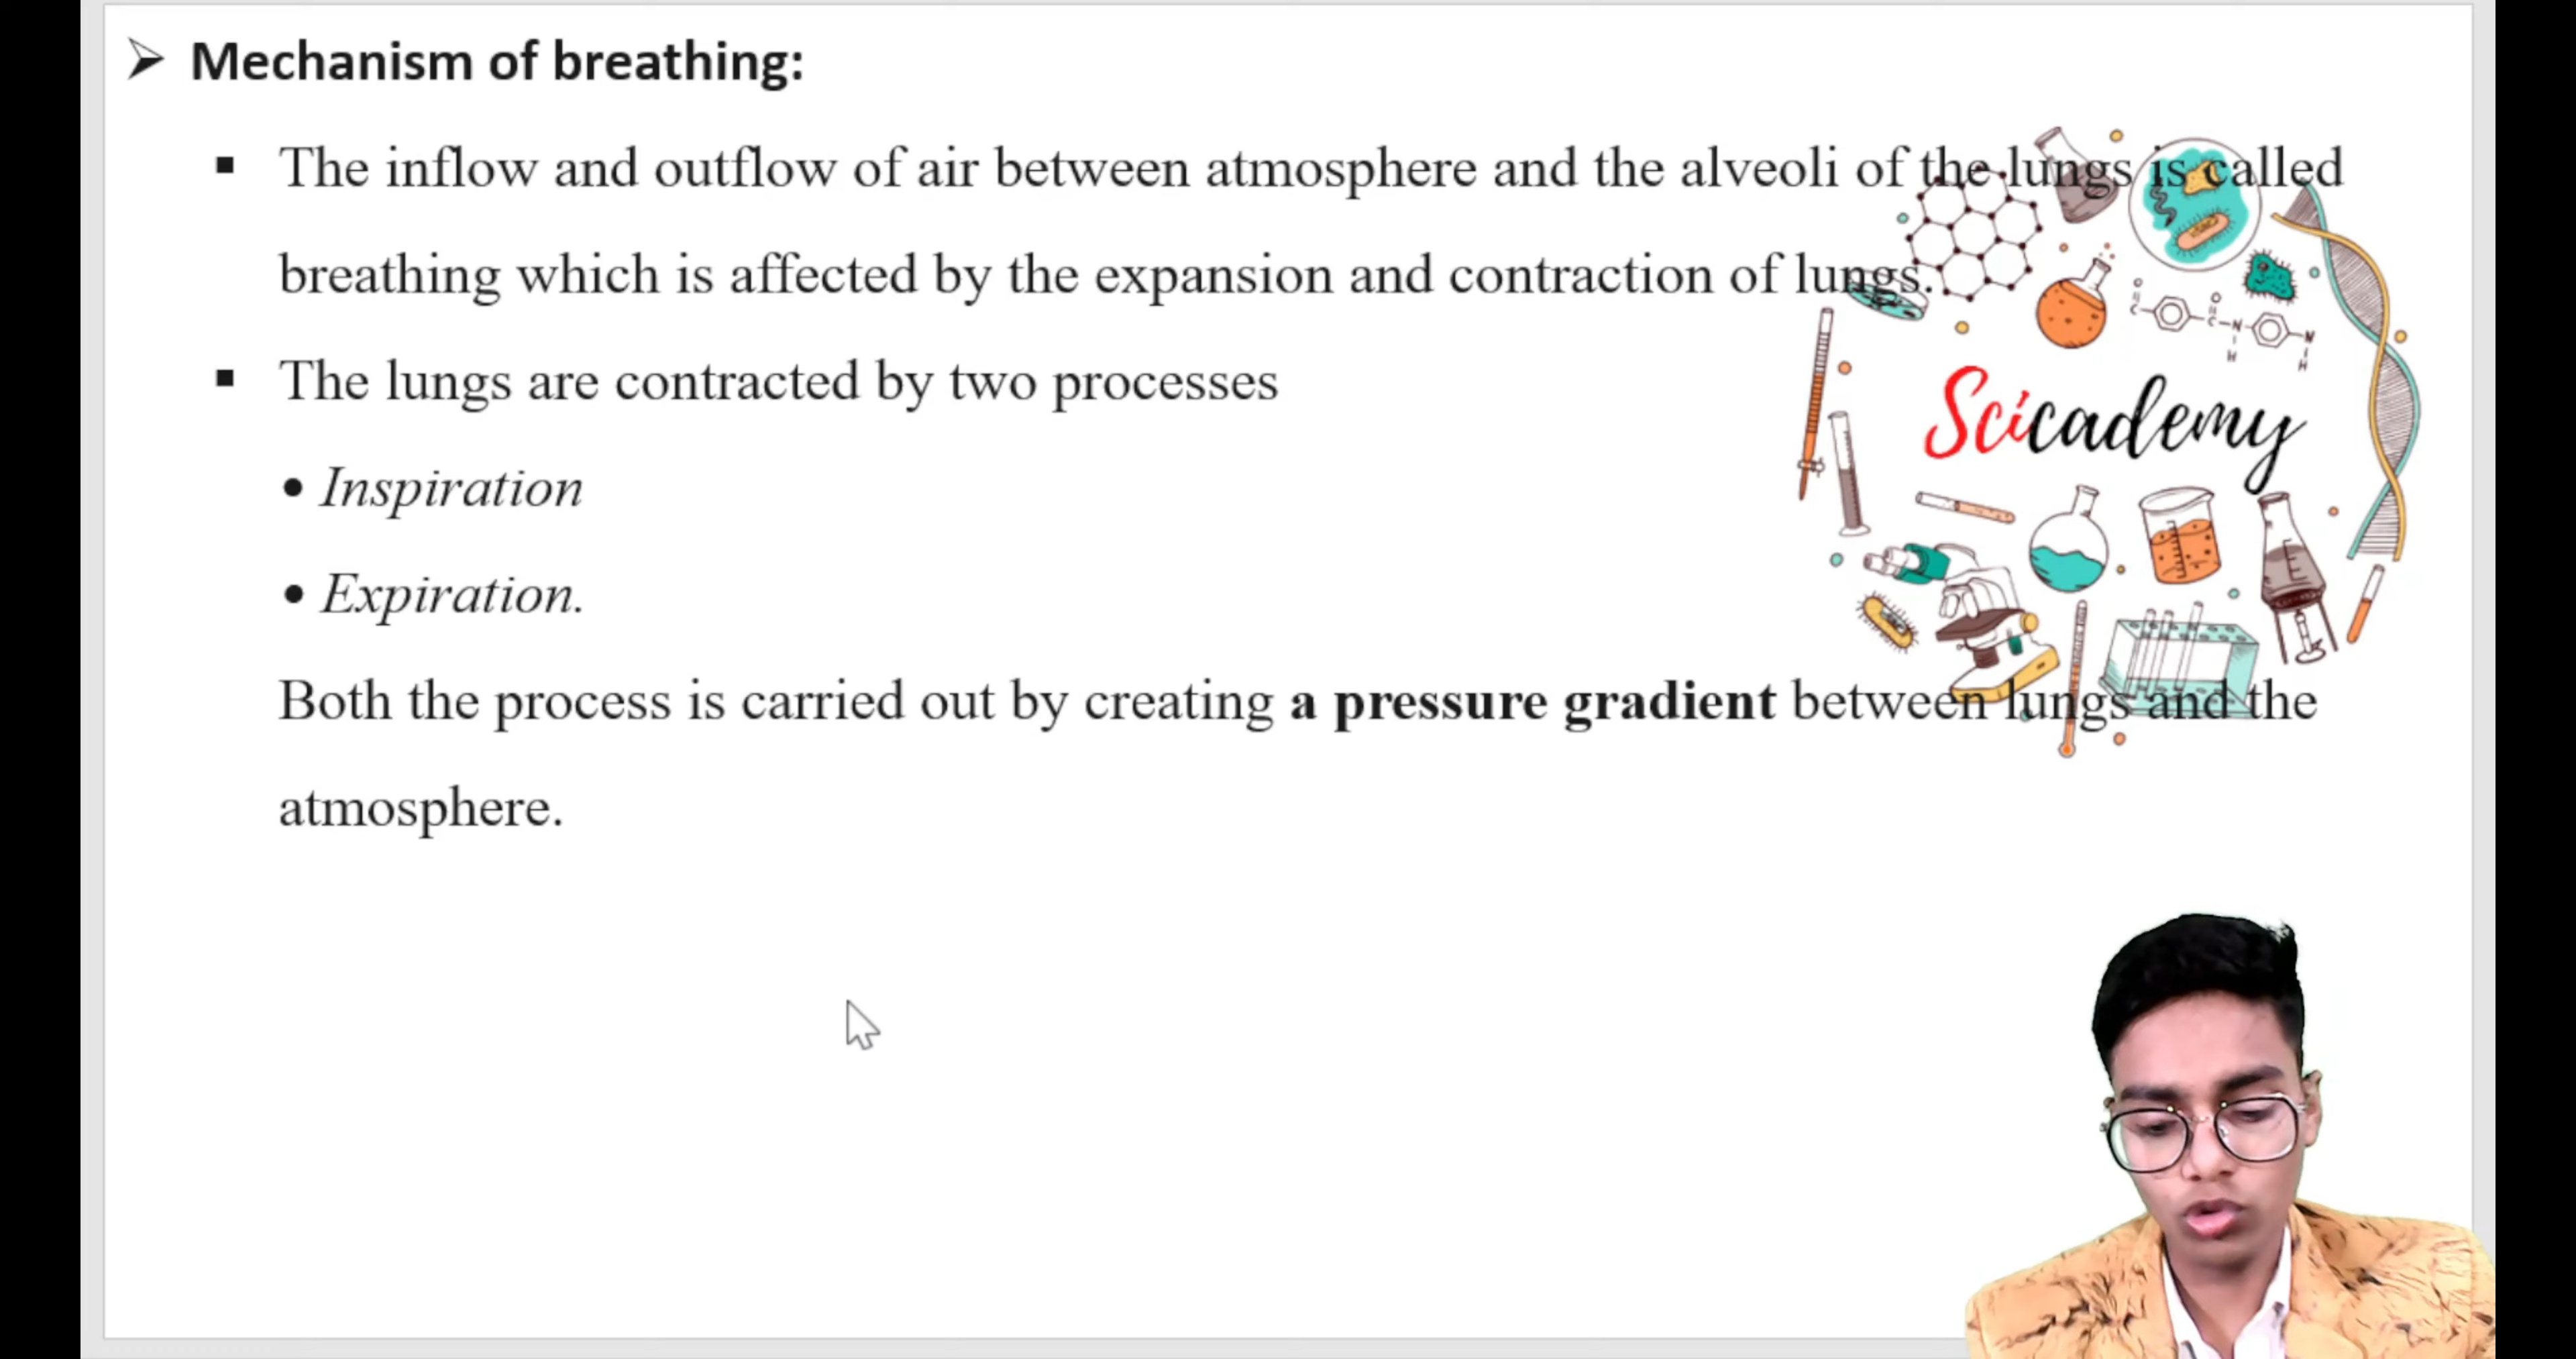 Mechanism of breathing:
The inflow and outflow of air between atmosphere and the alveoli of the lungs is called
breathing which is affected by the expansion and contraction of lungs.
The lungs are contracted by two processes
• Inspiration
• Expiration.
Both the process is carried out by creating a pressure gradient between lungs and the
atmosphere.
Scicademy